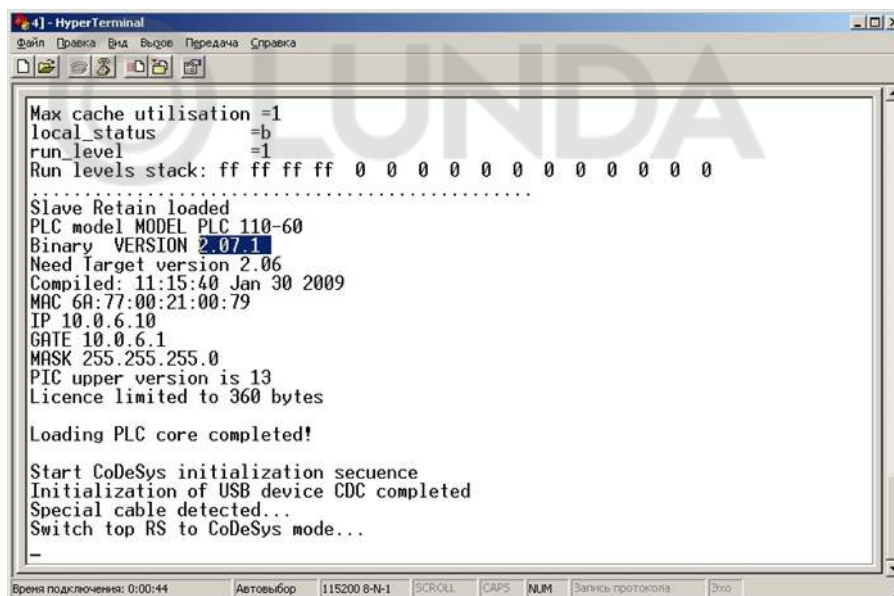 4] - HyperTerminal
Файл Правка Вид Вызов Передача Справка
LUNDA
Max cache utilisation =1
local_status =b
run_level =1
Run levels stack: ff ff ff ff 0 0 0 0 0 0 0 0 0 0 0 0
....................................................
Slave Retain loaded
PLC model MODEL PLC 110-60
Binary VERSION 2.07.1
Need Target version 2.06
Compiled: 11:15:40 Jan 30 2009
MAC 6A:77:00:21:00:79
IP 10.0.6.10
GATE 10.0.6.1
MASK 255.255.255.0
PIC upper version is 13
Licence limited to 360 bytes
Loading PLC core completed!
Start CoDeSys initialization secuence
Initialization of USB device CDC completed
Special cable detected...
Switch top RS to CoDeSys mode...
_
Время подключения: 0:00:44 Автовыбор 115200 8-N-1 SCROLL CAPS NUM Запись протокола Эхо